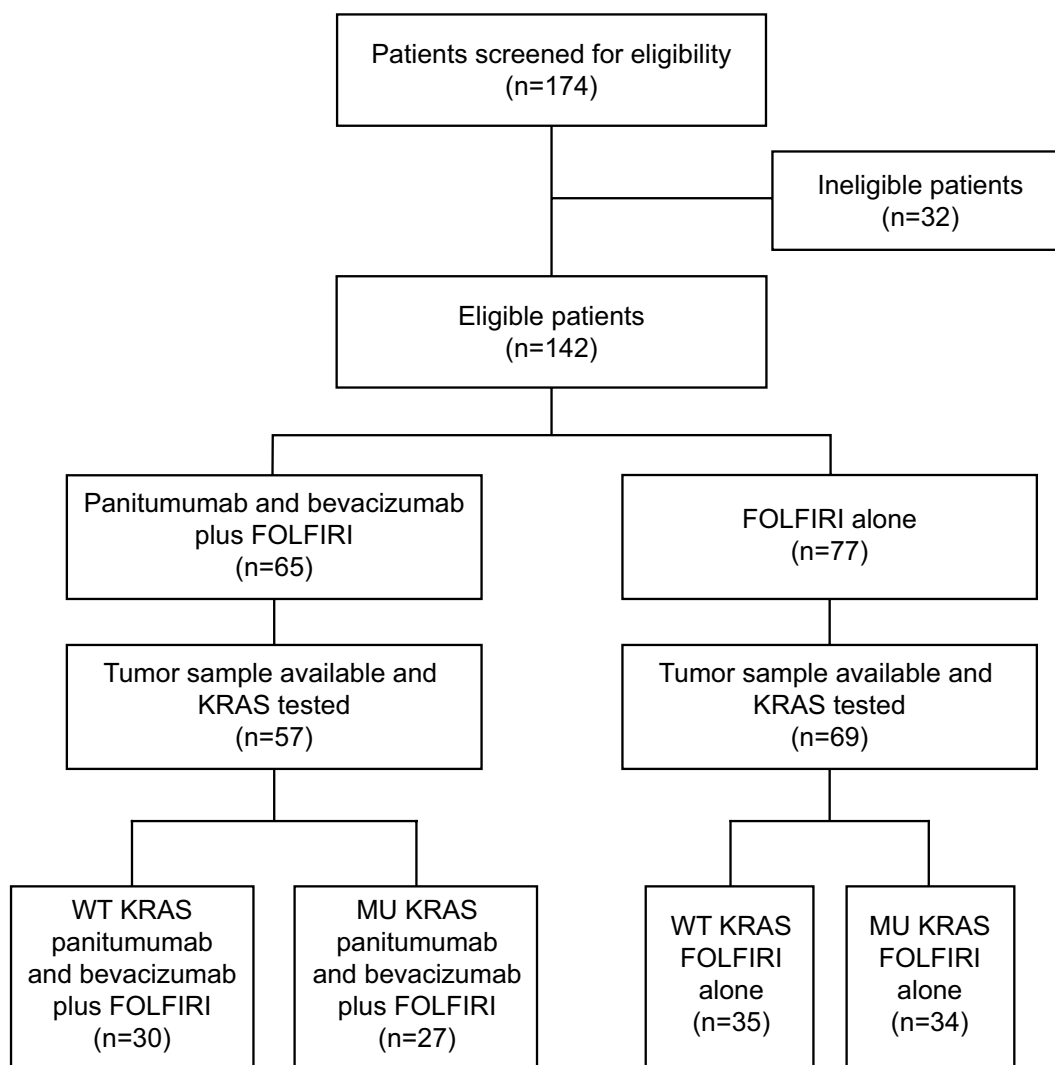 Patients screened for eligibility
(n=174)
Ineligible patients
(n=32)
Eligible patients
(n=142)
Panitumumab and bevacizumab
plus FOLFIRI
(n=65)
FOLFIRI alone
(n=77)
Tumor sample available and
KRAS tested
(n=57)
Tumor sample available and
KRAS tested
(n=69)
WT KRAS
panitumumab
and bevacizumab
plus FOLFIRI
(n=30)
MU KRAS
panitumumab
and bevacizumab
plus FOLFIRI
(n=27)
WT KRAS
FOLFIRI
alone
(n=35)
MU KRAS
FOLFIRI
alone
(n=34)